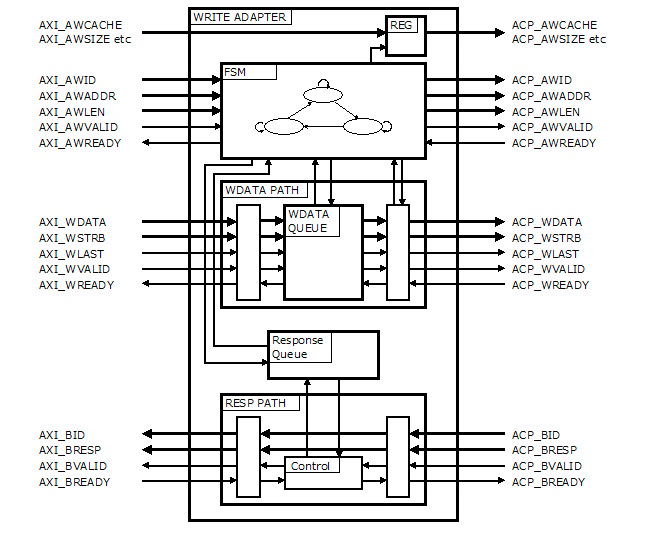 WRITE ADAPTER
AXI_AWCACHE
AXI_AWSIZE etc
REG
ACP_AWCACHE
ACP_AWSIZE etc
FSM
AXI_AWID
AXI_AWADDR
AXI_AWLEN
AXI_AWVALID
AXI_AWREADY
ACP_AWID
ACP_AWADDR
ACP_AWLEN
ACP_AWVALID
ACP_AWREADY
WDATA PATH
WDATA
QUEUE
AXI_WDATA
AXI_WSTRB
AXI_WLAST
AXI_WVALID
AXI_WREADY
ACP_WDATA
ACP_WSTRB
ACP_WLAST
ACP_WVALID
ACP_WREADY
Response
Queue
RESP PATH
AXI_BID
AXI_BRESP
AXI_BVALID
AXI_BREADY
Control
ACP_BID
ACP_BRESP
ACP_BVALID
ACP_BREADY